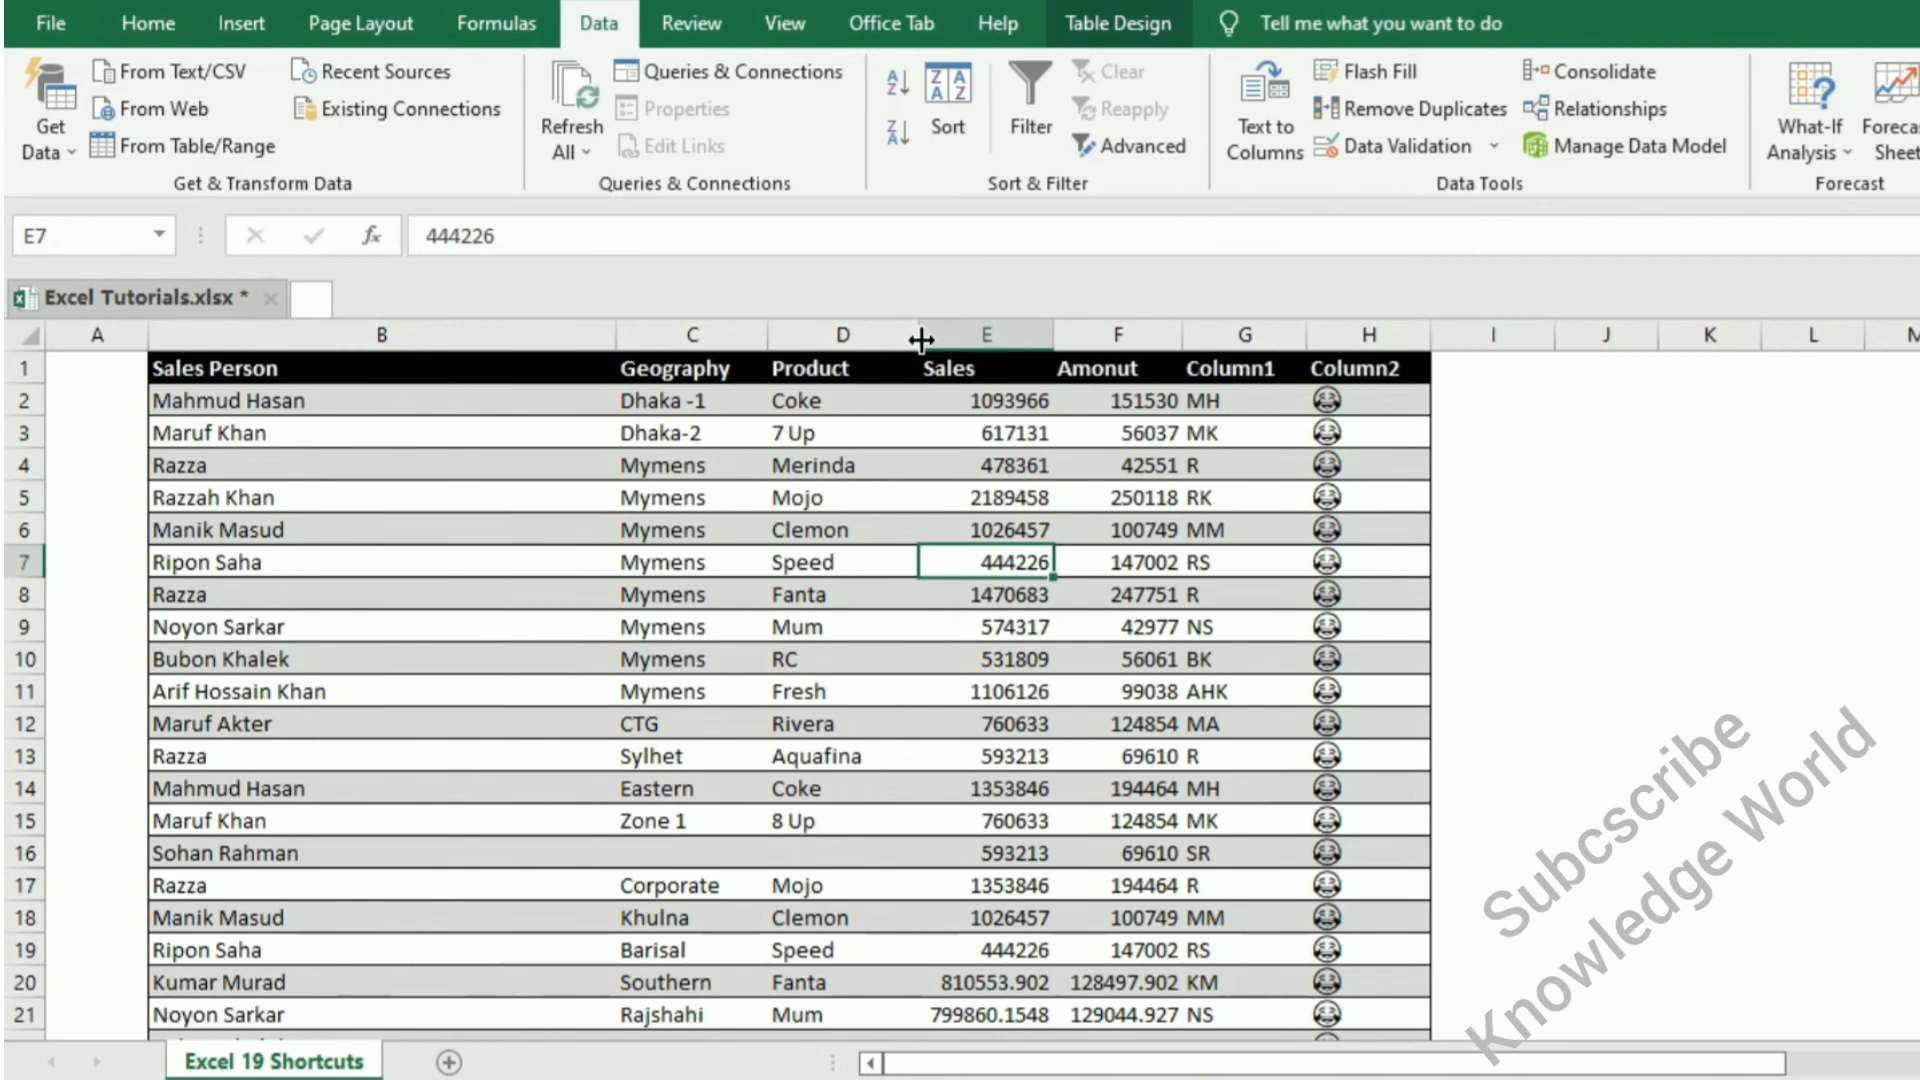 File Home Insert Page Layout Formulas Data Review View Office Tab Help Table Design Tell me what you want to do
Get Data
From Text/CSV
From Web
From Table/Range
Recent Sources
Existing Connections
Get & Transform Data
Refresh All
Queries & Connections
Properties
Edit Links
Queries & Connections
Sort
Filter
Clear
Reapply
Advanced
Sort & Filter
Text to Columns
Flash Fill
Remove Duplicates
Data Validation
Consolidate
Relationships
Manage Data Model
Data Tools
What-If Analysis
Forecas
Sheet
Forecast
E7 fx 444226
Excel Tutorials.xlsx *
A B C D E F G H I J K L M
1 Sales Person Geography Product Sales Amonut Column1 Column2
2 Mahmud Hasan Dhaka -1 Coke 1093966 151530 MH
3 Maruf Khan Dhaka-2 7 Up 617131 56037 MK
4 Razza Mymens Merinda 478361 42551 R
5 Razzah Khan Mymens Mojo 2189458 250118 RK
6 Manik Masud Mymens Clemon 1026457 100749 MM
7 Ripon Saha Mymens Speed 444226 147002 RS
8 Razza Mymens Fanta 1470683 247751 R
9 Noyon Sarkar Mymens Mum 574317 42977 NS
10 Bubon Khalek Mymens RC 531809 56061 BK
11 Arif Hossain Khan Mymens Fresh 1106126 99038 AHK
12 Maruf Akter CTG Rivera 760633 124854 MA
13 Razza Sylhet Aquafina 593213 69610 R
14 Mahmud Hasan Eastern Coke 1353846 194464 MH
15 Maruf Khan Zone 1 8 Up 760633 124854 MK
16 Sohan Rahman 593213 69610 SR
17 Razza Corporate Mojo 1353846 194464 R
18 Manik Masud Khulna Clemon 1026457 100749 MM
19 Ripon Saha Barisal Speed 444226 147002 RS
20 Kumar Murad Southern Fanta 810553.902 128497.902 KM
21 Noyon Sarkar Rajshahi Mum 799860.1548 129044.927 NS
Subcscribe
Knowledge World
Excel 19 Shortcuts